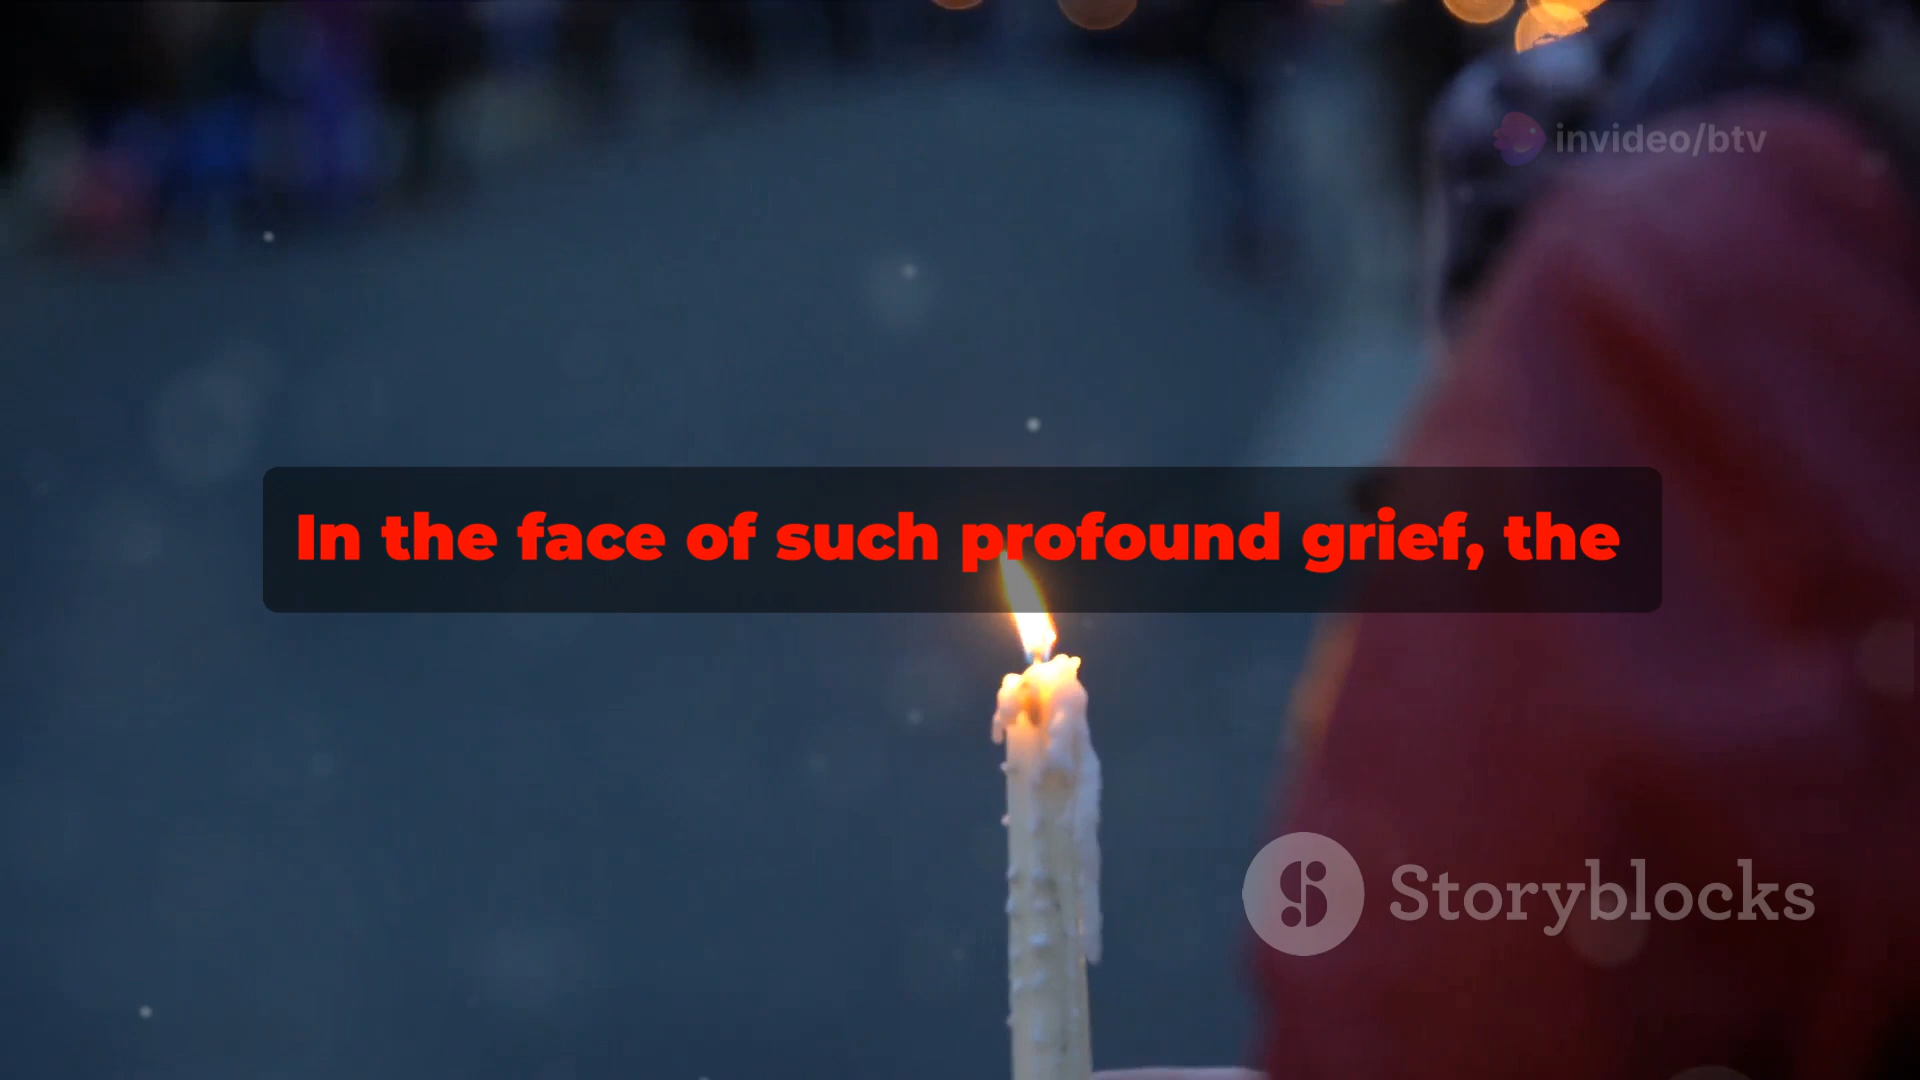 invideo/btv
In the face of such profound grief, the
Storyblocks